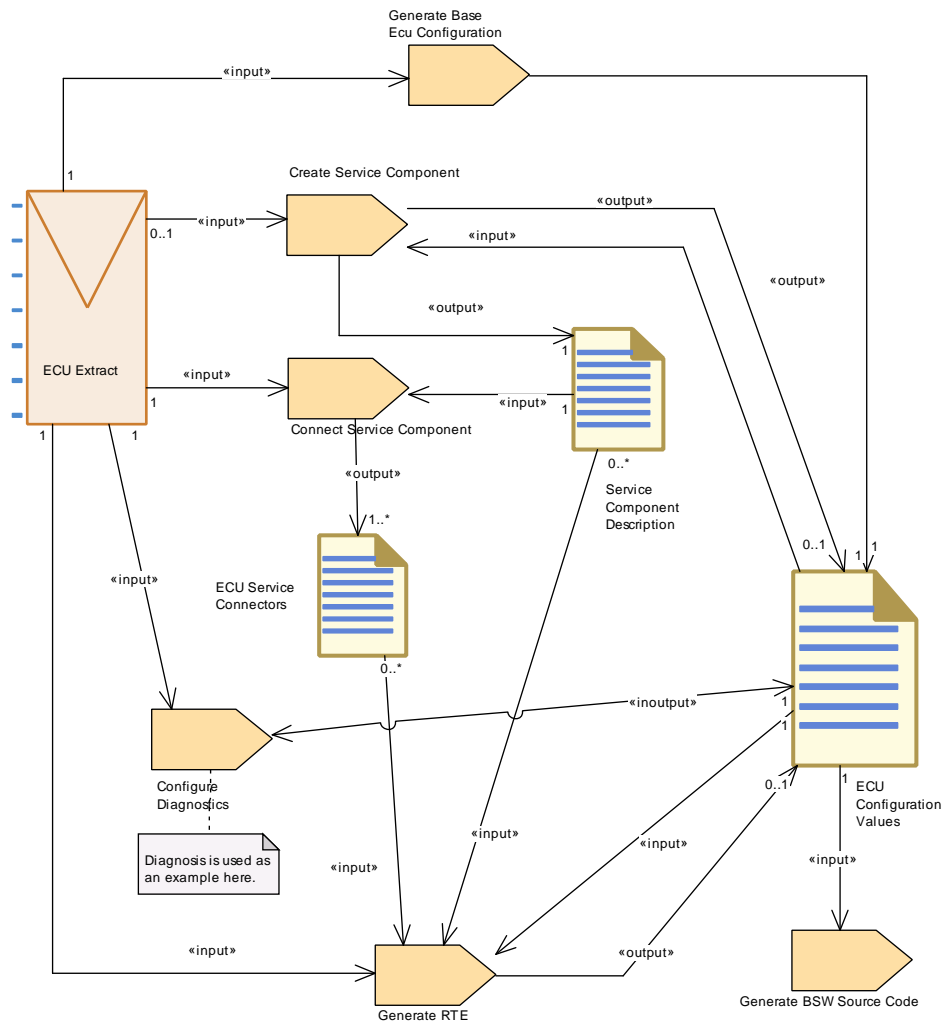 Generate Base
Ecu Configuration
«input»
1
Create Service Component
«input»
0..1
«output»
«input»
«output»
«output»
1
ECU Extract
«input»
1
«input»
1
Connect Service Component
1
1
0..*
«output»
Service
Component
Description
1..*
0..1
1
1
«input»
ECU Service
Connectors
0..*
«inoutput»
1
1
Configure
Diagnostics
0..1
1
ECU
Configuration
Values
«input»
«input»
Diagnosis is used as
an example here.
«input»
«input»
«input»
«output»
Generate BSW Source Code
Generate RTE